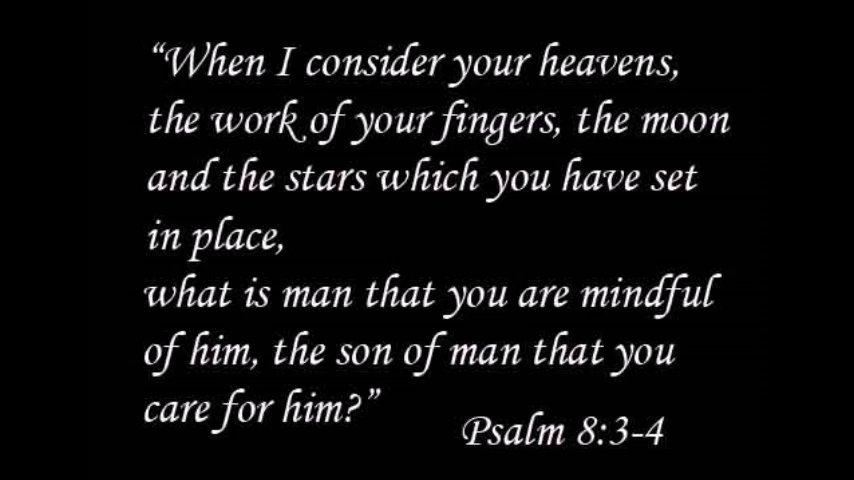 “When I consider your heavens,
the work of your fingers, the moon
and the stars which you have set
in place,
what is man that you are mindful
of him, the son of man that you
care for him?”
Psalm 8:3-4